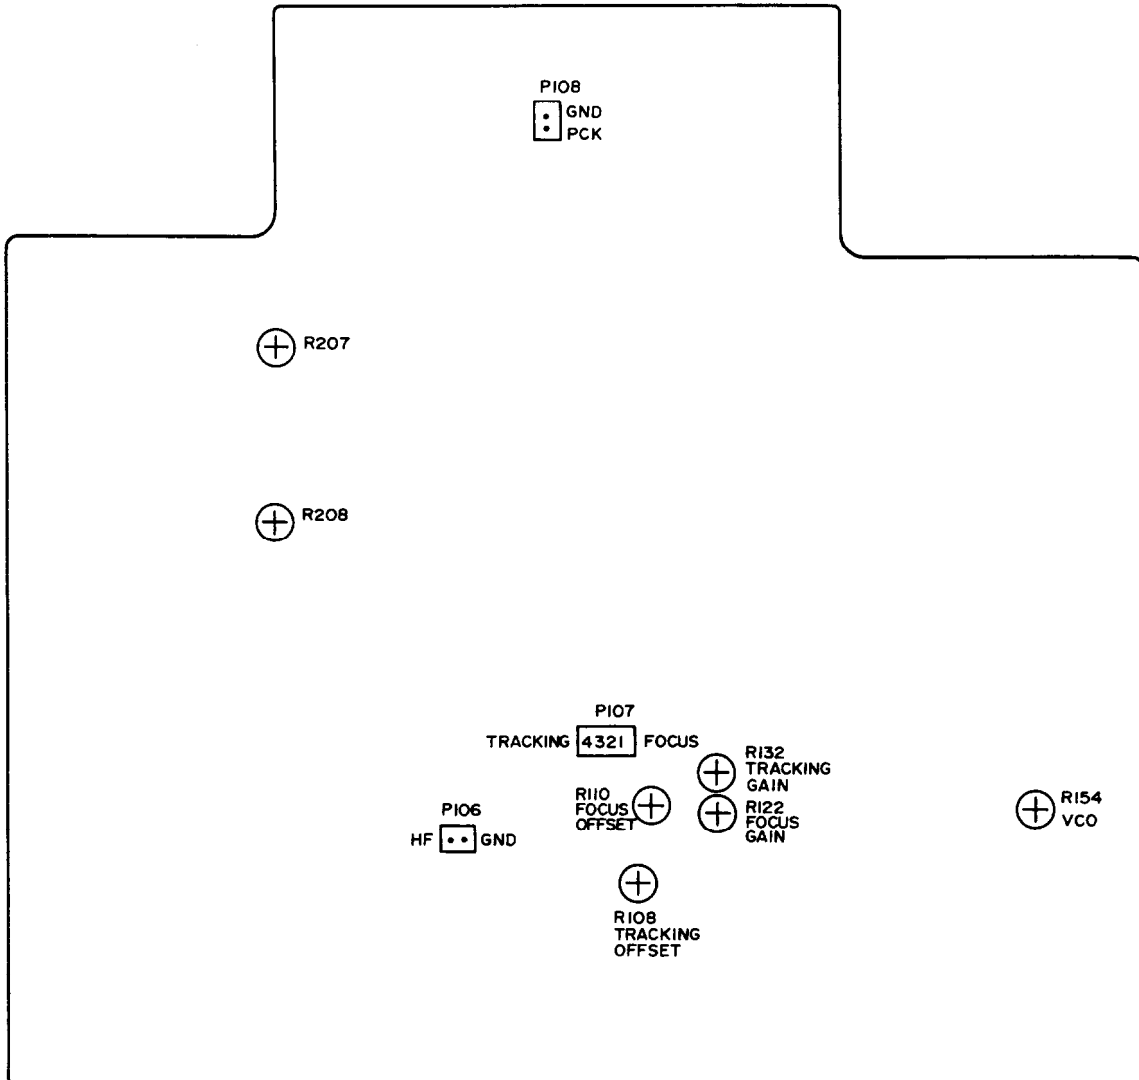 P108
GND
PCK
R207
R208
P107
TRACKING 4321 FOCUS
R132
TRACKING
GAIN
R110
FOCUS
OFFSET
R122
FOCUS
GAIN
R154
VCO
P106
HF GND
R108
TRACKING
OFFSET